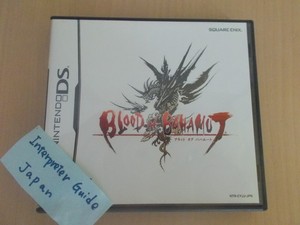 SQUARE ENIX.
NINTENDO DS
BLOOD OF BAHAMUT
Interpreter Guide
Japan